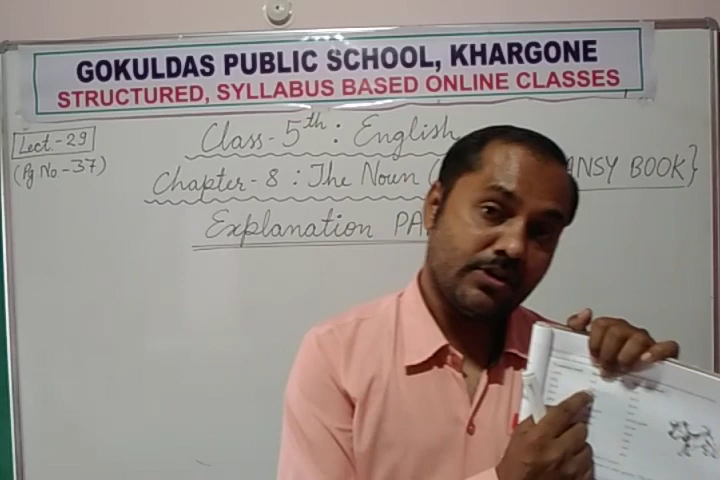 GOKULDAS PUBLIC SCHOOL, KHARGONE
STRUCTURED, SYLLABUS BASED ONLINE CLASSES
Lect.-29
(Pg No-37)
Class-5th: English
Chapter-8: The Noun ( BOOK}
Explanation